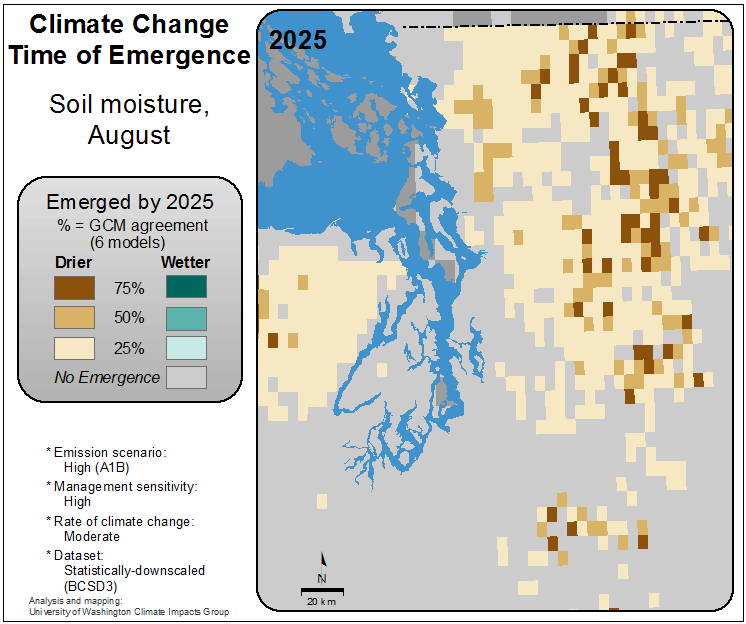 Climate Change
Time of Emergence
Soil moisture,
August
Emerged by 2025
% = GCM agreement
(6 models)
Drier Wetter
75%
50%
25%
No Emergence
* Emission scenario:
High (A1B)
* Management sensitivity:
High
* Rate of climate change:
Moderate
* Dataset:
Statistically-downscaled
(BCSD3)
Analysis and mapping:
University of Washington Climate Impacts Group
2025
N
20 km